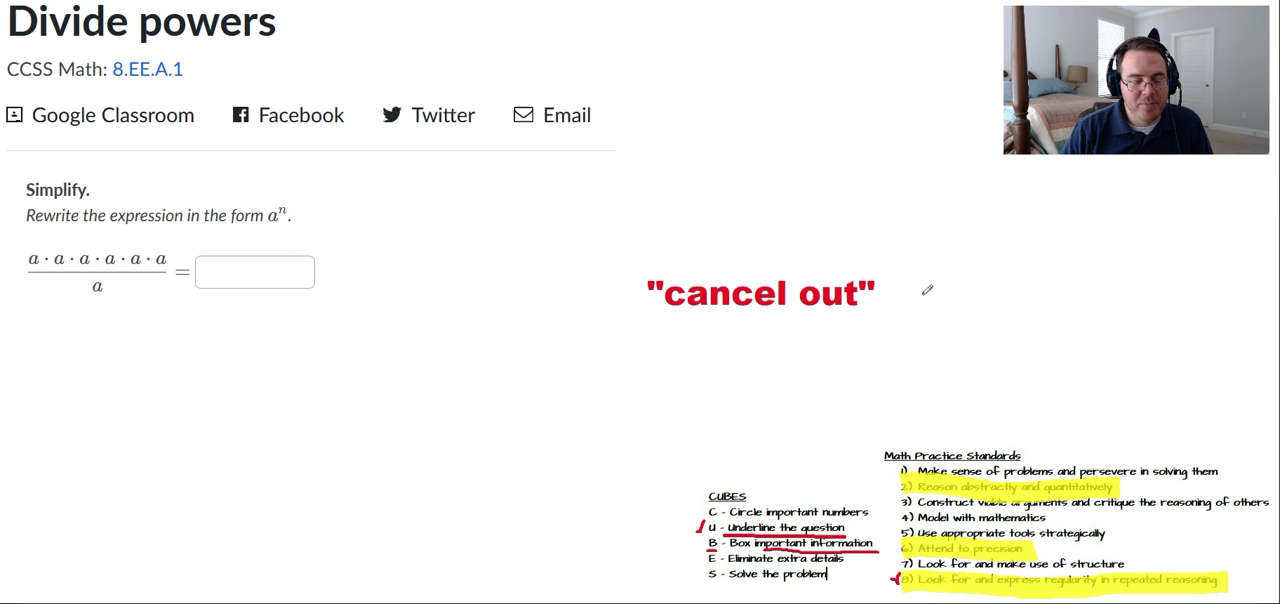 Divide powers
CCSS Math: 8.EE.A.1
Google Classroom Facebook Twitter Email
Simplify.
Rewrite the expression in the form aⁿ.
a · a · a · a · a · a
=
a
"cancel out"
CUBES
C - Circle important numbers
U - Underline the question
B - Box important information
E - Eliminate extra details
S - Solve the problem
Math Practice Standards
1) Make sense of problems and persevere in solving them
2) Reason abstractly and quantitatively
3) Construct viable arguments and critique the reasoning of others
4) Model with mathematics
5) Use appropriate tools strategically
6) Attend to precision
7) Look for and make use of structure
8) Look for and express regularity in repeated reasoning